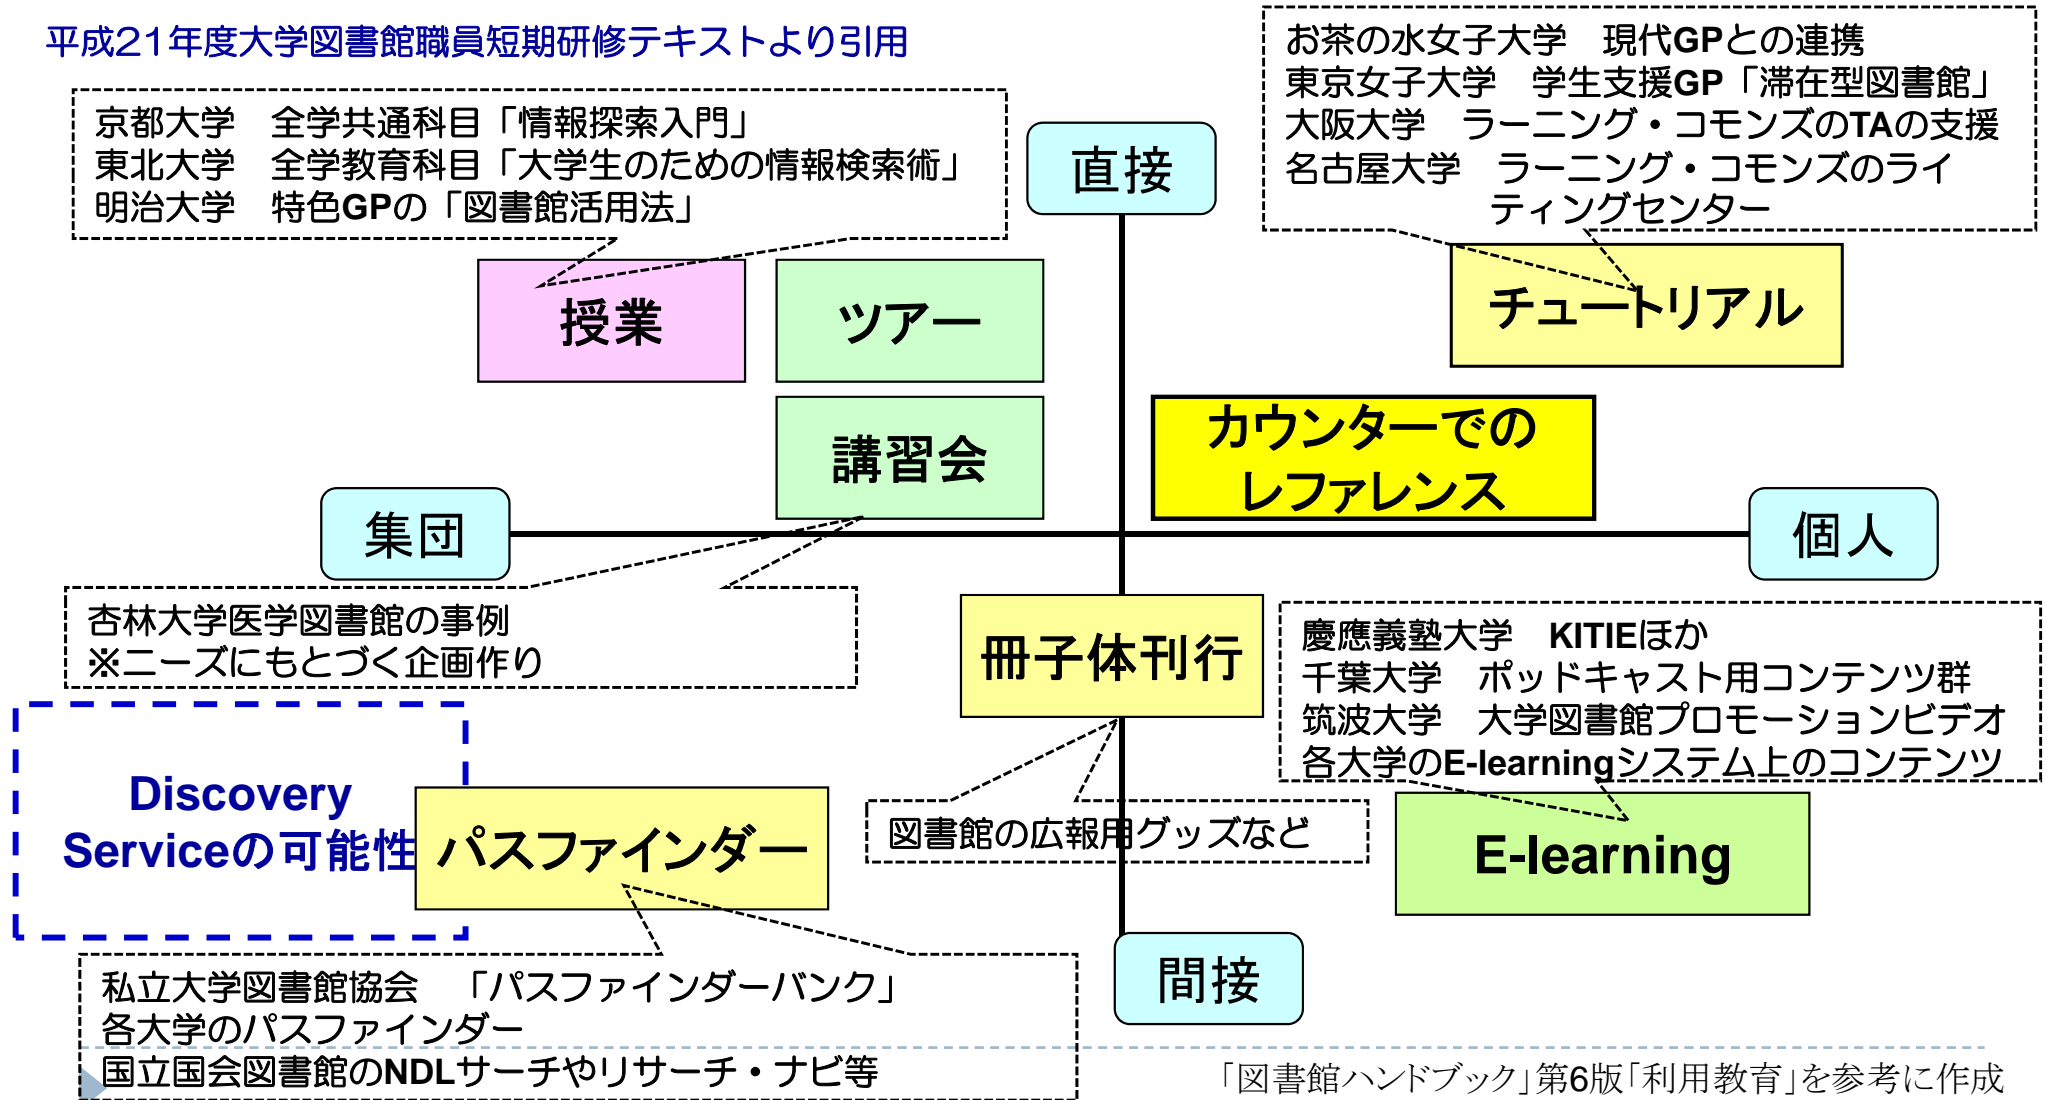 平成21年度大学図書館職員短期研修テキストより引用
京都大学　全学共通科目「情報探索入門」
東北大学　全学教育科目「大学生のための情報検索術」
明治大学　特色GPの「図書館活用法」
お茶の水女子大学　現代GPとの連携
東京女子大学　学生支援GP「滞在型図書館」
大阪大学　ラーニング・コモンズのTAの支援
名古屋大学　ラーニング・コモンズのライ
ティングセンター
直接
授業
ツアー
チュートリアル
講習会
カウンターでの
レファレンス
集団
個人
杏林大学医学図書館の事例
※ニーズにもとづく企画作り
冊子体刊行
慶應義塾大学　KITIEほか
千葉大学　ポッドキャスト用コンテンツ群
筑波大学　大学図書館プロモーションビデオ
各大学のE-learningシステム上のコンテンツ
Discovery
Serviceの可能性
パスファインダー
図書館の広報用グッズなど
E-learning
間接
私立大学図書館協会　「パスファインダーバンク」
各大学のパスファインダー
国立国会図書館のNDLサーチやリサーチ・ナビ等
「図書館ハンドブック」第6版「利用教育」を参考に作成